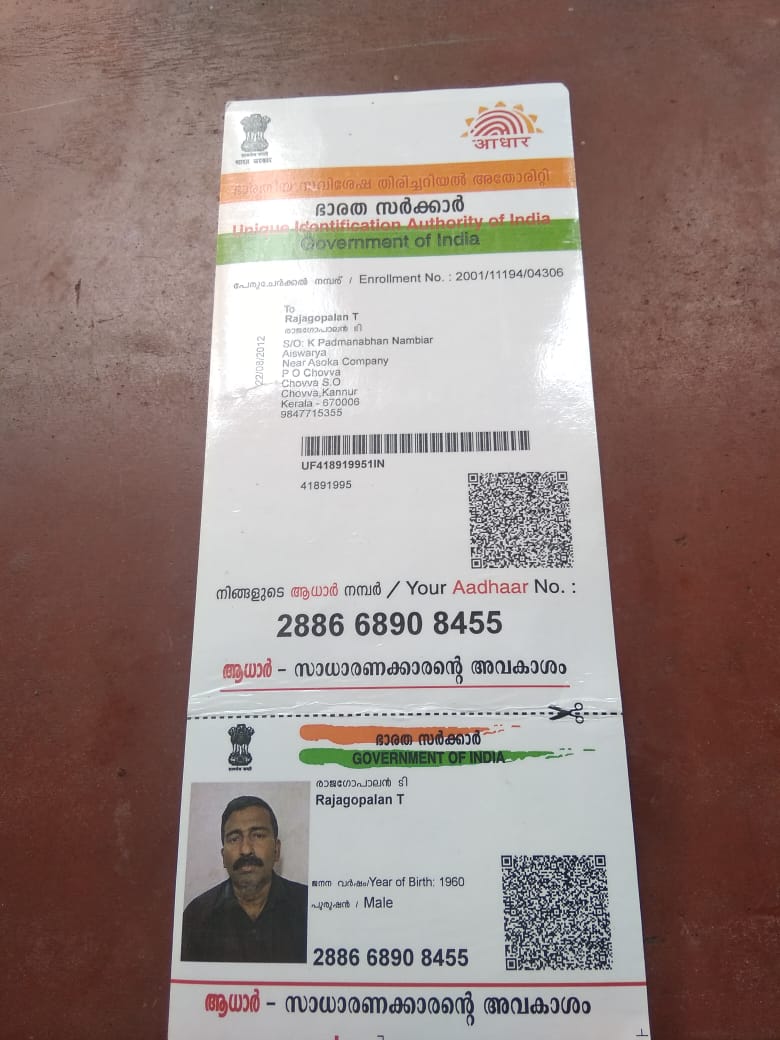 भारत सरकार
आधार
ഭാരതീയ സവിശേഷ തിരിച്ചറിയൽ അതോരിറ്റി
ഭാരത സർക്കാർ
Unique Identification Authority of India
Government of India
പേരുചേർക്കൽ നമ്പര് / Enrollment No. : 2001/11194/04306
22/08/2012
To
Rajagopalan T
രാജഗോപാലൻ ടി
S/O: K Padmanabhan Nambiar
Aiswarya
Near Asoka Company
P O Chovva
Chovva S.O
Chovva,Kannur
Kerala - 670006
9847715355
UF418919951IN
41891995
നിങ്ങളുടെ ആധാർ നമ്പർ / Your Aadhaar No. :
2886 6890 8455
ആധാർ – സാധാരണക്കാരന്റെ അവകാശം
ഭാരത സർക്കാർ
GOVERNMENT OF INDIA
രാജഗോപാലൻ ടി
Rajagopalan T
ജനന വർഷം/Year of Birth: 1960
പുരുഷൻ / Male
2886 6890 8455
ആധാർ – സാധാരണക്കാരന്റെ അവകാശം